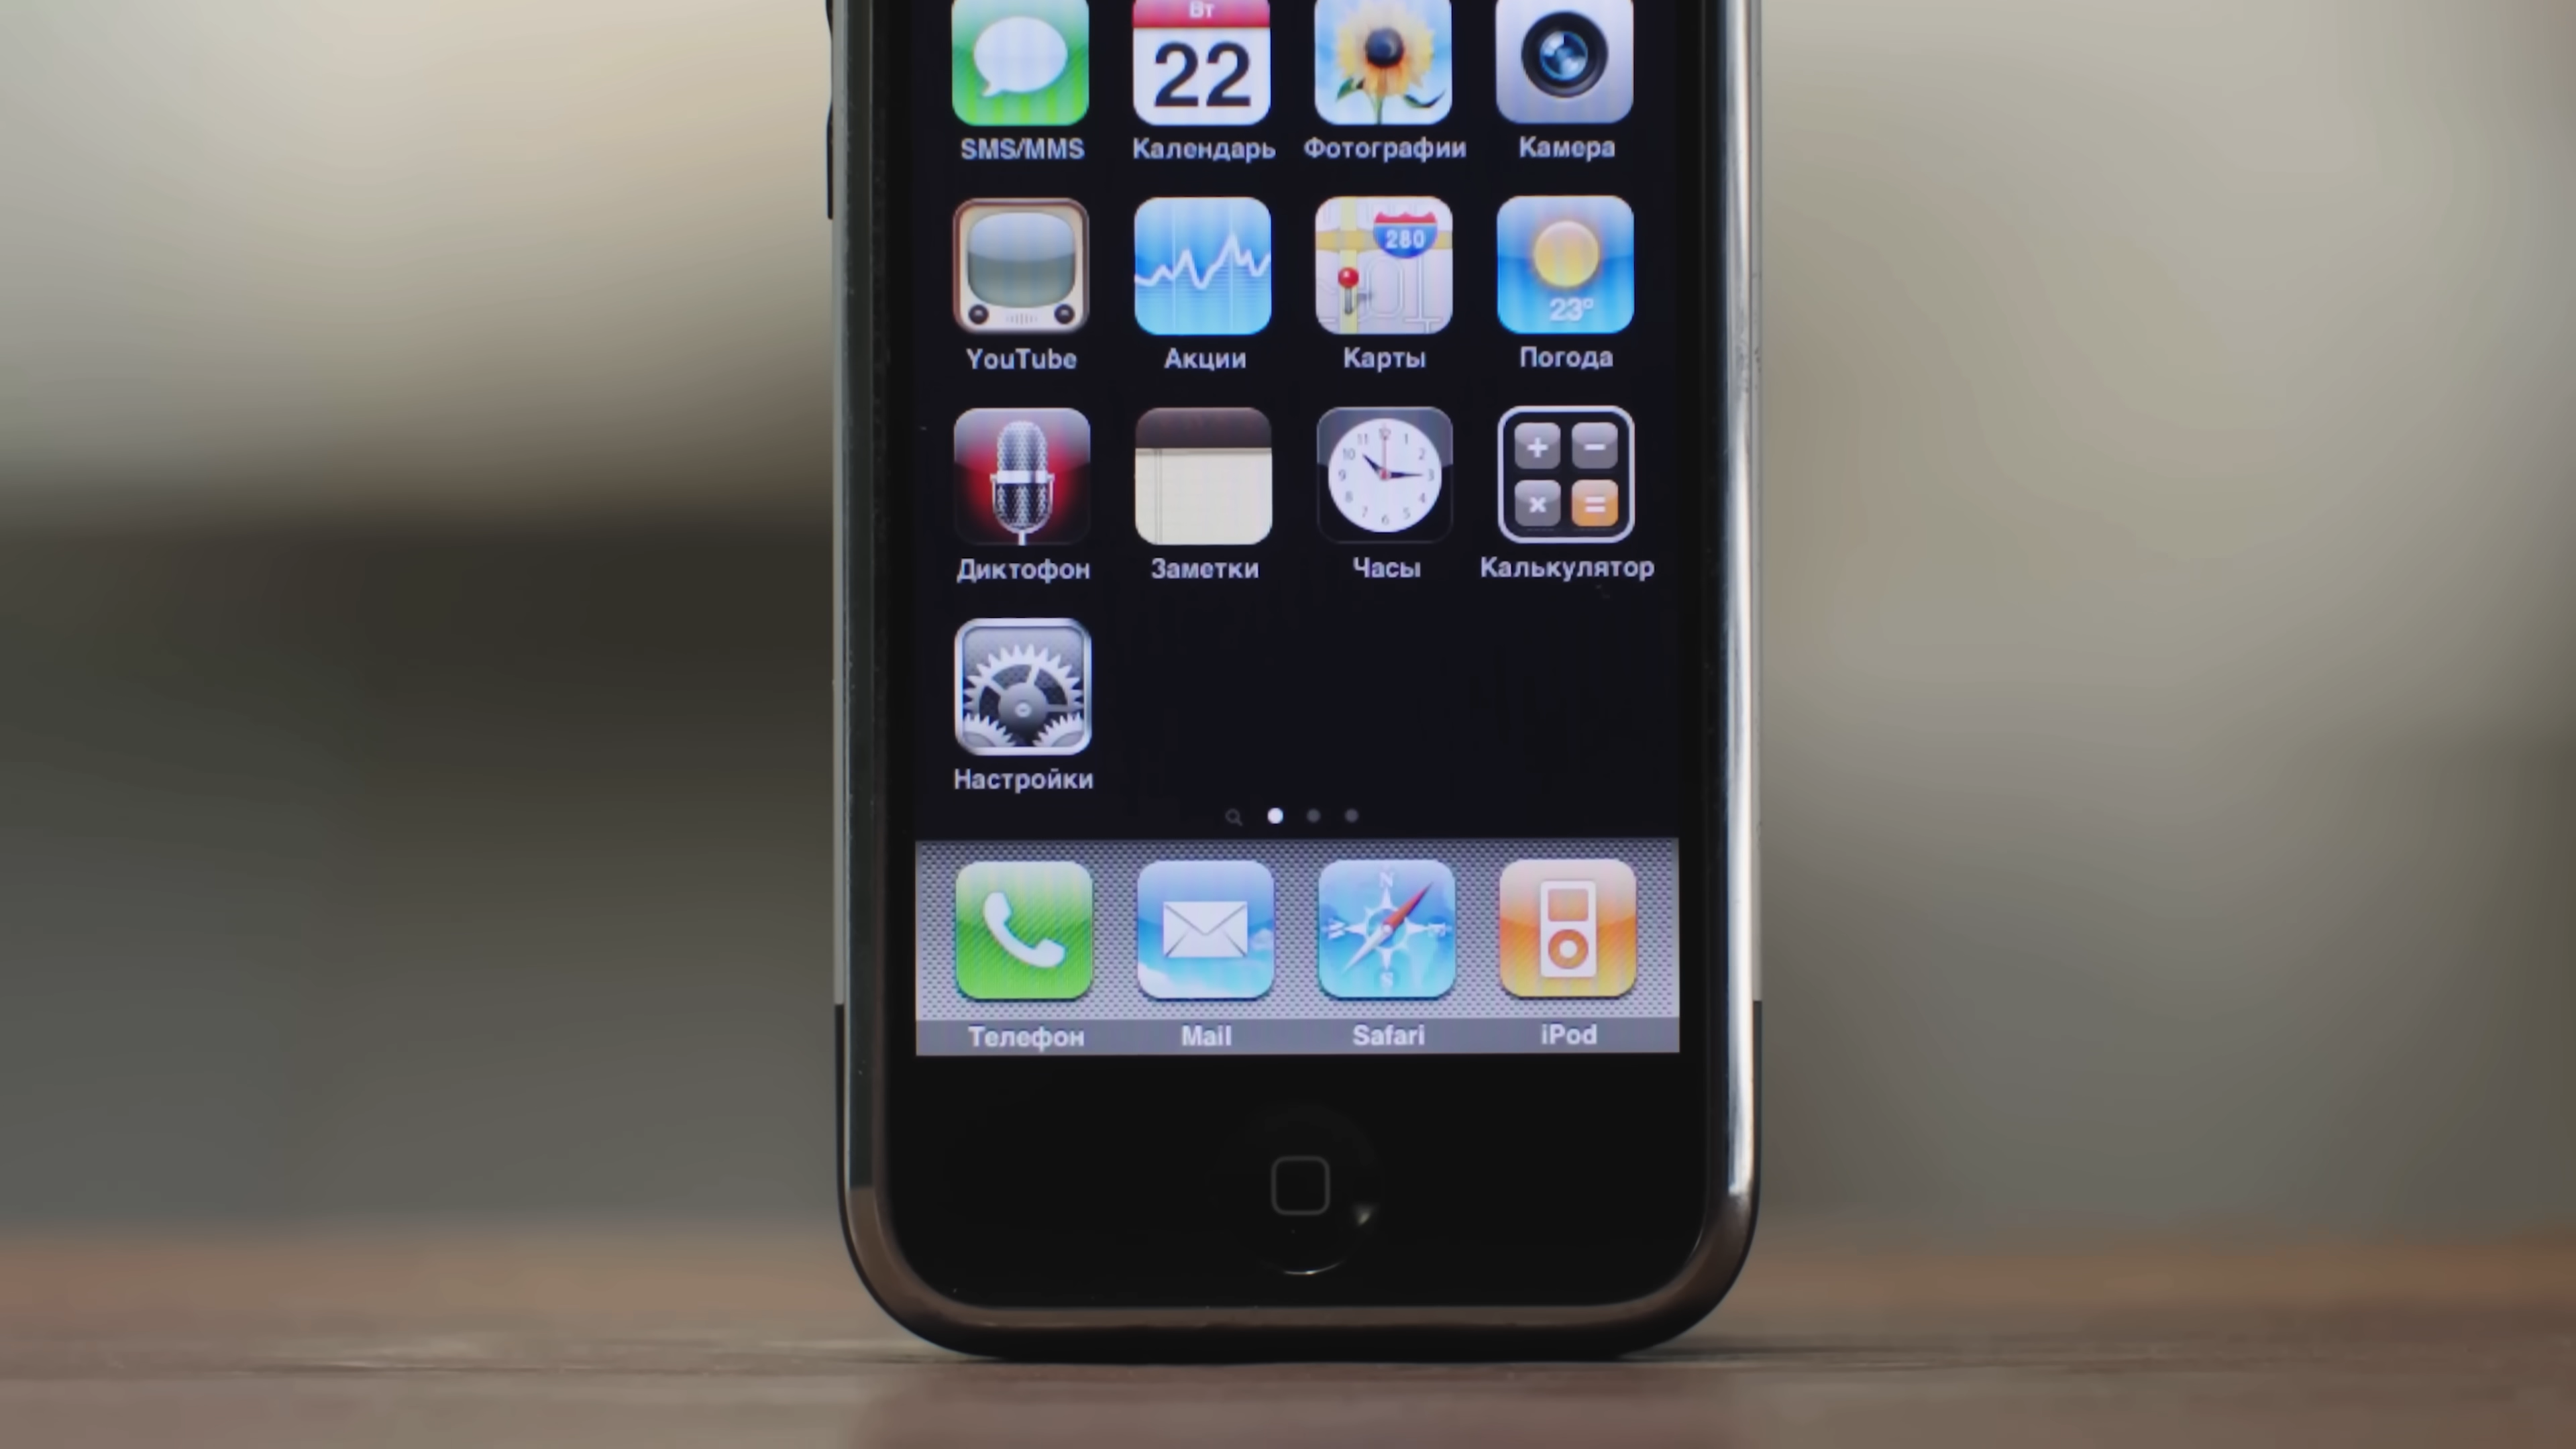 Вт
22
SMS/MMS Календарь Фотографии Камера
280
23°
YouTube Акции Карты Погода
Диктофон Заметки Часы Калькулятор
Настройки
N
W E
S
Телефон Mail Safari iPod